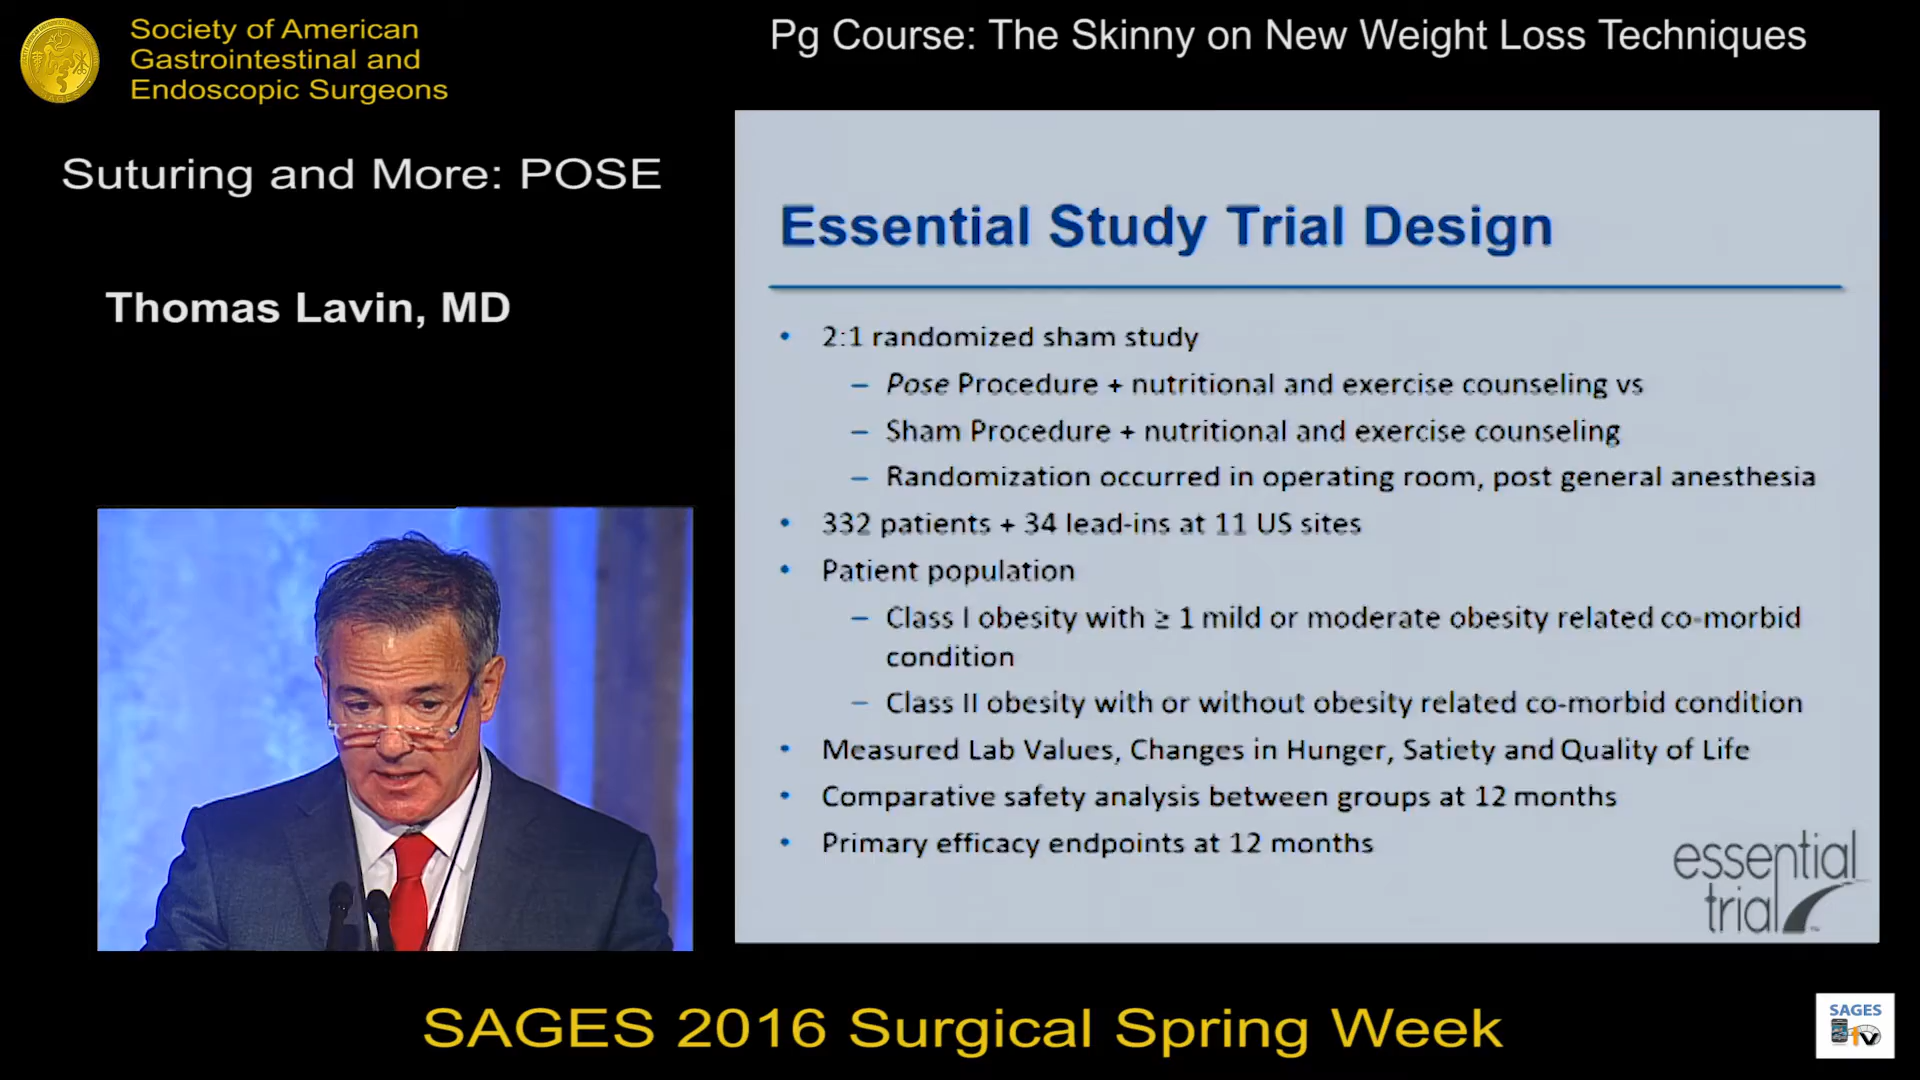 Society of American
Gastrointestinal and
Endoscopic Surgeons
Pg Course: The Skinny on New Weight Loss Techniques
Suturing and More: POSE
Thomas Lavin, MD
Essential Study Trial Design
• 2:1 randomized sham study
– Pose Procedure + nutritional and exercise counseling vs
– Sham Procedure + nutritional and exercise counseling
– Randomization occurred in operating room, post general anesthesia
• 332 patients + 34 lead-ins at 11 US sites
• Patient population
– Class I obesity with ≥ 1 mild or moderate obesity related co-morbid
condition
– Class II obesity with or without obesity related co-morbid condition
• Measured Lab Values, Changes in Hunger, Satiety and Quality of Life
• Comparative safety analysis between groups at 12 months
• Primary efficacy endpoints at 12 months
essential
trial
SAGES 2016 Surgical Spring Week
SAGES
TV